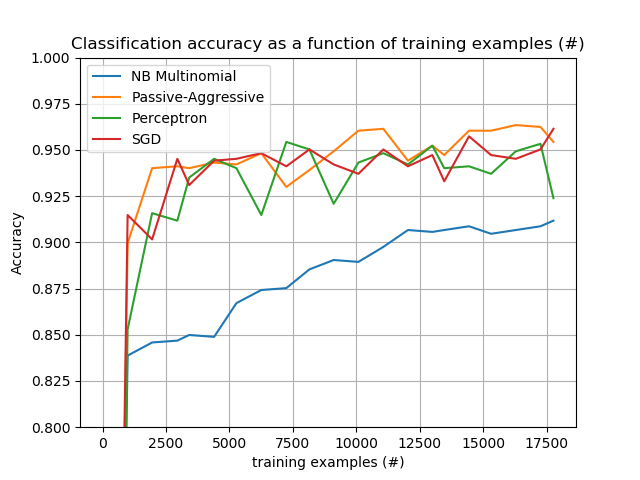 Classification accuracy as a function of training examples (#)
1.000
0.975
0.950
0.925
0.900
0.875
0.850
0.825
0.800
Accuracy
NB Multinomial
Passive-Aggressive
Perceptron
SGD
0 2500 5000 7500 10000 12500 15000 17500
training examples (#)